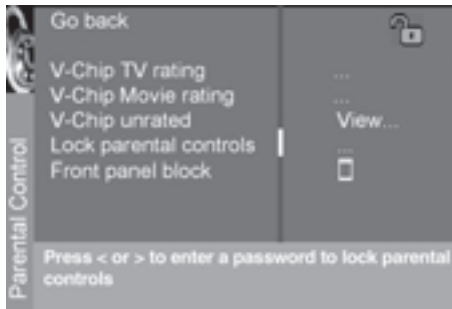 Go back
V-Chip TV rating ...
V-Chip Movie rating ...
V-Chip unrated View...
Lock parental controls ...
Front panel block
Parental Control
Press < or > to enter a password to lock parental
controls